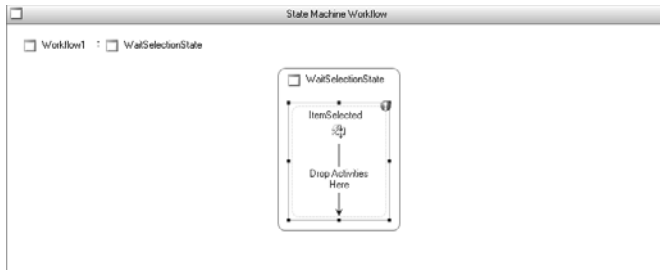 State Machine Workflow
Workflow1 : WaitSelectionState
WaitSelectionState
ItemSelected
Drop Activities
Here